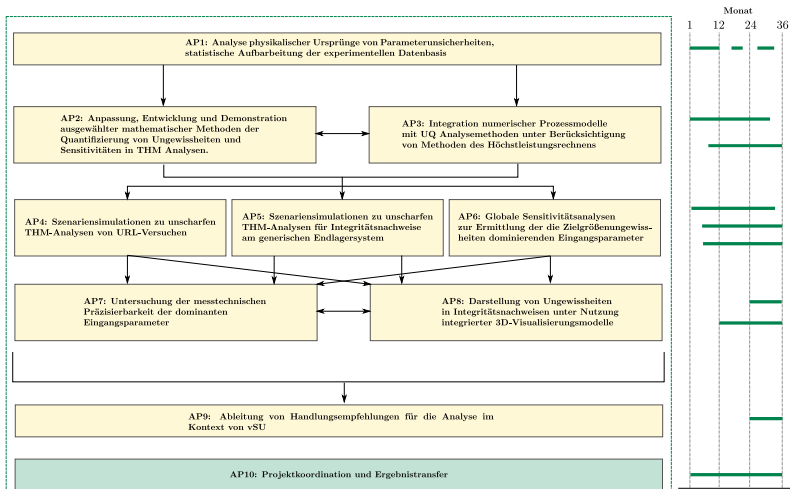 Monat
1 12 24 36
AP1: Analyse physikalischer Ursprünge von Parameterunsicherheiten,
statistische Aufbarbeitung der experimentellen Datenbasis
AP2: Anpassung, Entwicklung und Demonstration
ausgewählter mathematischer Methoden der
Quantifizierung von Ungewissheiten und
Sensitivitäten in THM Analysen.
AP3: Integration numerischer Prozessmodelle
mit UQ Analysemethoden unter Berücksichtigung
von Methoden des Höchstleistungsrechnens
AP4: Szenariensimulationen zu unscharfen
THM-Analysen von URL-Versuchen
AP5: Szenariensimulationen zu unscharfen
THM-Analysen für Integritätsnachweise
am generischen Endlagersystem
AP6: Globale Sensitivitätsanalysen
zur Ermittlung der die Zielgrößenungewiss-
heiten dominierenden Eingangsparameter
AP7: Untersuchung der messtechnischen
Präzisierbarkeit der dominanten
Eingangsparameter
AP8: Darstellung von Ungewissheiten
in Integritätsnachweisen unter Nutzung
integrierter 3D-Visualisierungsmodelle
AP9: Ableitung von Handlungsempfehlungen für die Analyse im
Kontext von vSU
AP10: Projektkoordination und Ergebnistransfer